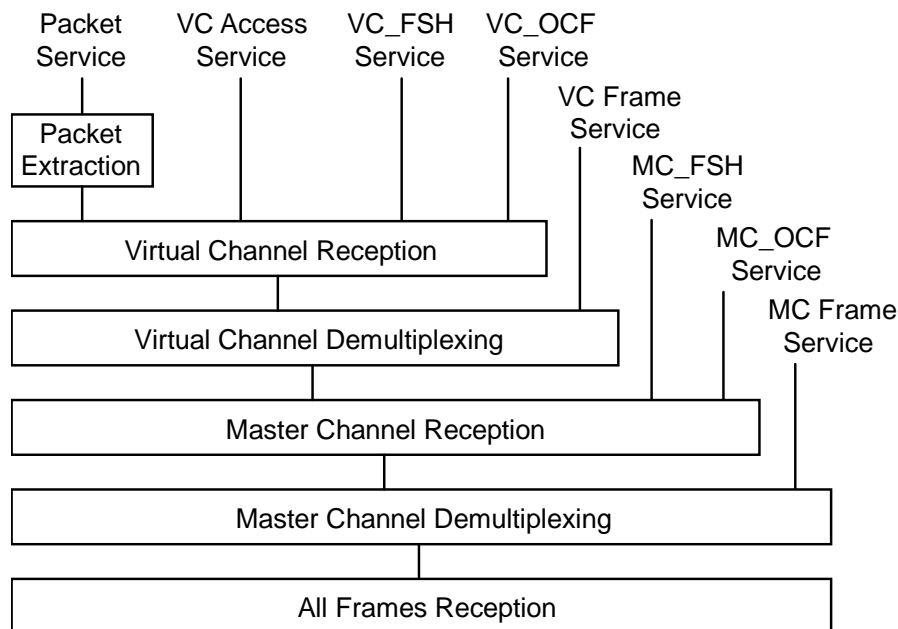 Packet
Service
VC Access
Service
VC_FSH
Service
VC_OCF
Service
VC Frame
Service
Packet
Extraction
MC_FSH
Service
Virtual Channel Reception
MC_OCF
Service
MC Frame
Service
Virtual Channel Demultiplexing
Master Channel Reception
Master Channel Demultiplexing
All Frames Reception